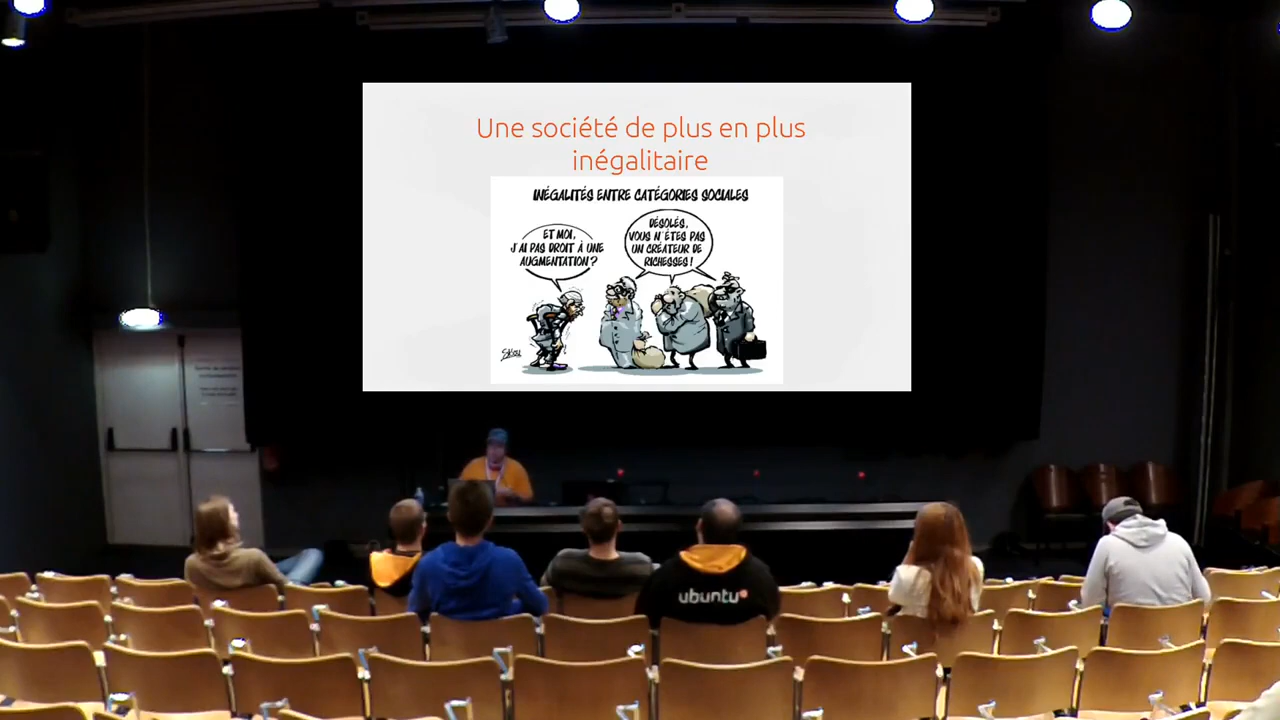 Une société de plus en plus
inégalitaire
INÉGALITÉS ENTRE CATÉGORIES SOCIALES
ET MOI,
J'AI PAS DROIT À UNE
AUGMENTATION ?
DÉSOLÉS,
VOUS N'ÊTES PAS
UN CRÉATEUR DE
RICHESSES !
ubuntu